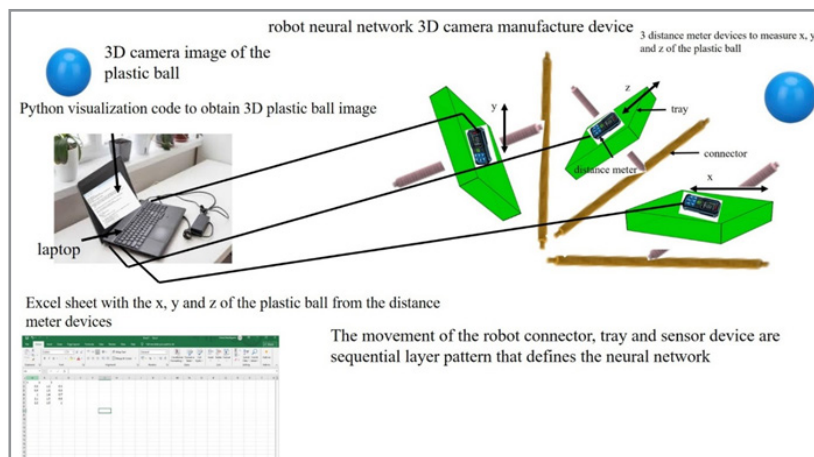 robot neural network 3D camera manufacture device
3D camera image of the
plastic ball
3 distance meter devices to measure x, y
and z of the plastic ball
Python visualization code to obtain 3D plastic ball image
y
z
tray
connector
distance meter
x
laptop
Excel sheet with the x, y and z of the plastic ball from the distance
meter devices
The movement of the robot connector, tray and sensor device are
sequential layer pattern that defines the neural network